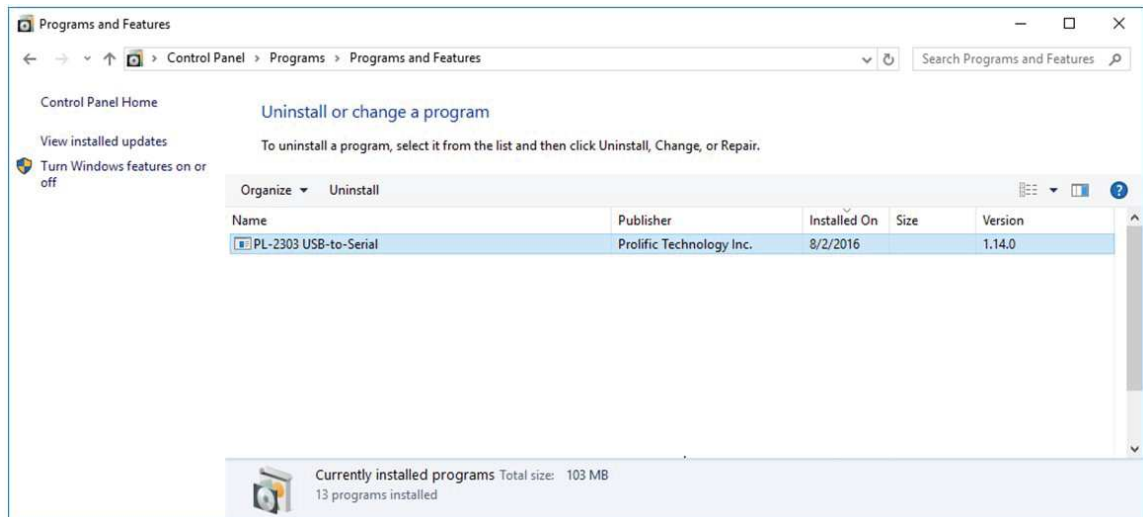 Programs and Features
Control Panel > Programs > Programs and Features
Search Programs and Features
Control Panel Home
View installed updates
Turn Windows features on or
off
Uninstall or change a program
To uninstall a program, select it from the list and then click Uninstall, Change, or Repair.
Organize Uninstall
Name Publisher Installed On Size Version
PL-2303 USB-to-Serial Prolific Technology Inc. 8/2/2016 1.14.0
Currently installed programs Total size: 103 MB
13 programs installed